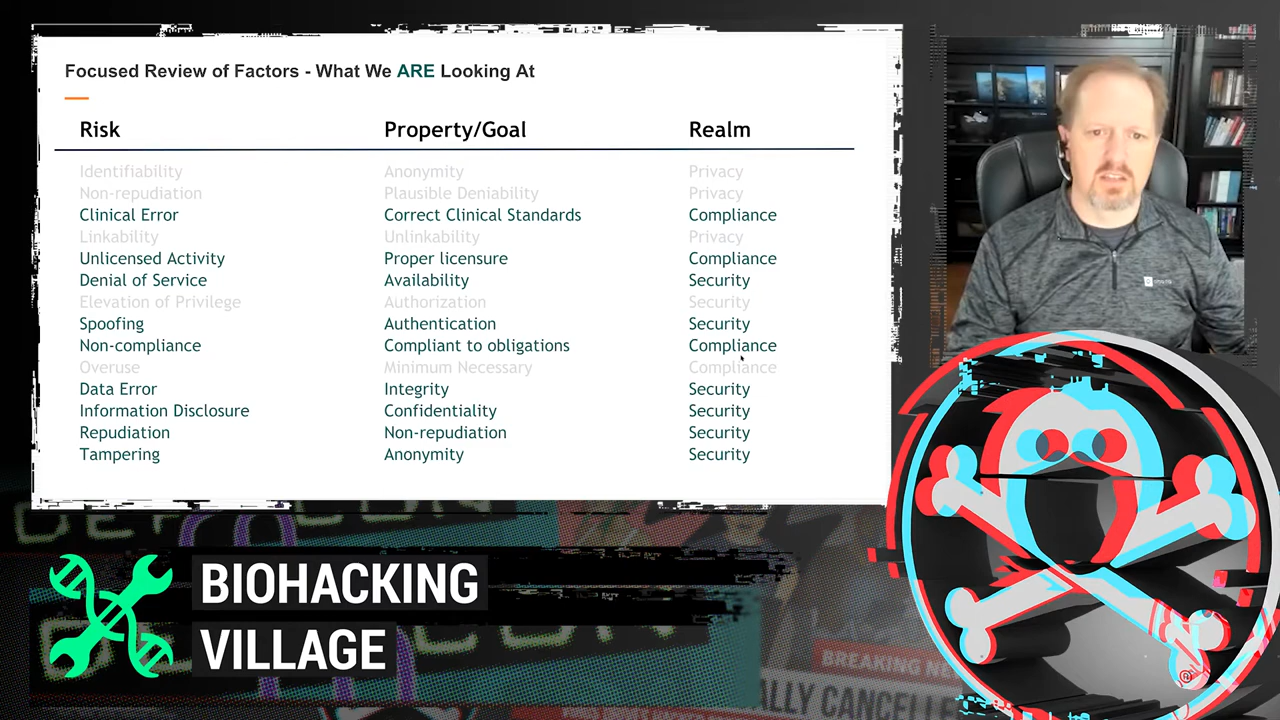 Focused Review of Factors - What We ARE Looking At
Risk Property/Goal Realm
Identifiability Anonymity Privacy
Non-repudiation Plausible Deniability Privacy
Clinical Error Correct Clinical Standards Compliance
Linkability Unlinkability Privacy
Unlicensed Activity Proper licensure Compliance
Denial of Service Availability Security
Elevation of Privilege Authorization Security
Spoofing Authentication Security
Non-compliance Compliant to obligations Compliance
Overuse Minimum Necessary Compliance
Data Error Integrity Security
Information Disclosure Confidentiality Security
Repudiation Non-repudiation Security
Tampering Anonymity Security
BIOHACKING
VILLAGE
BREAKING
®